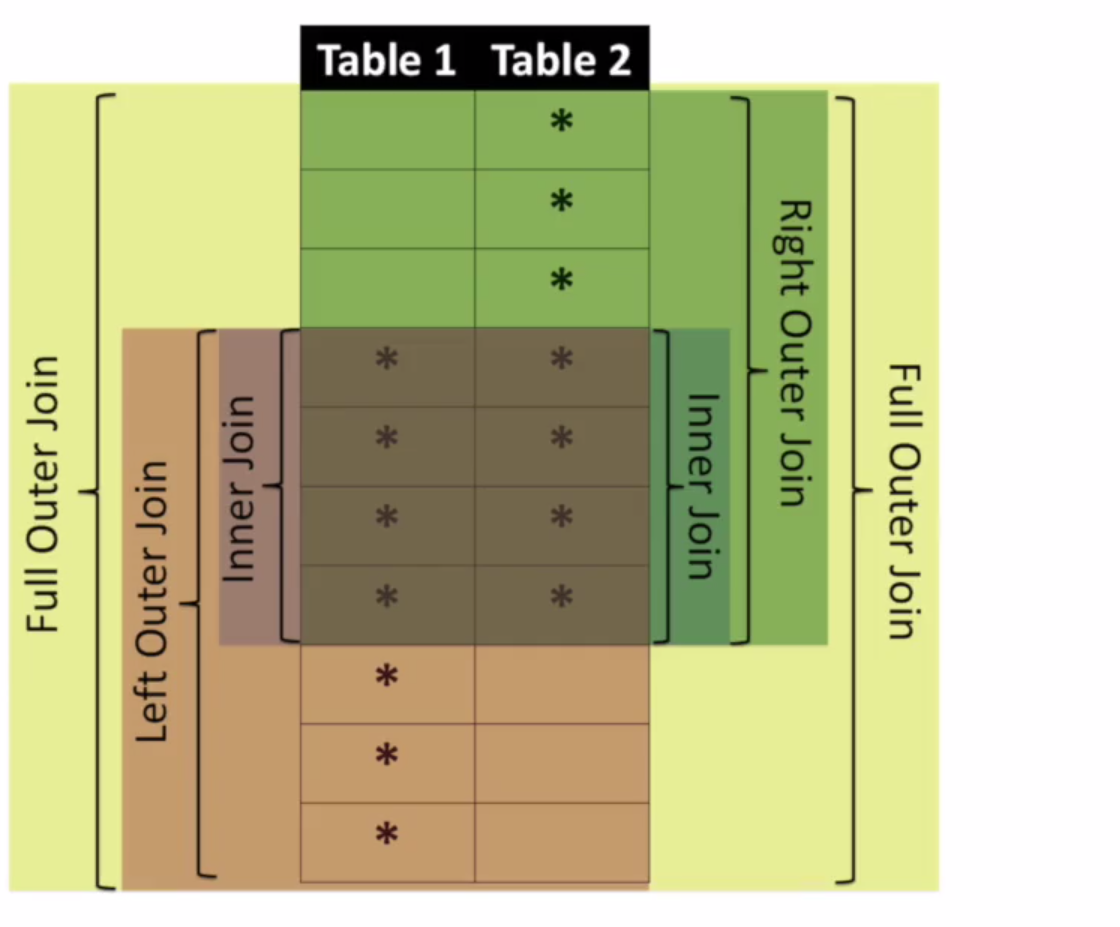 Table 1 Table 2
*
*
*
* *
* *
* *
* *
*
*
*
Full Outer Join
Left Outer Join
Inner Join
Inner Join
Right Outer Join
Full Outer Join